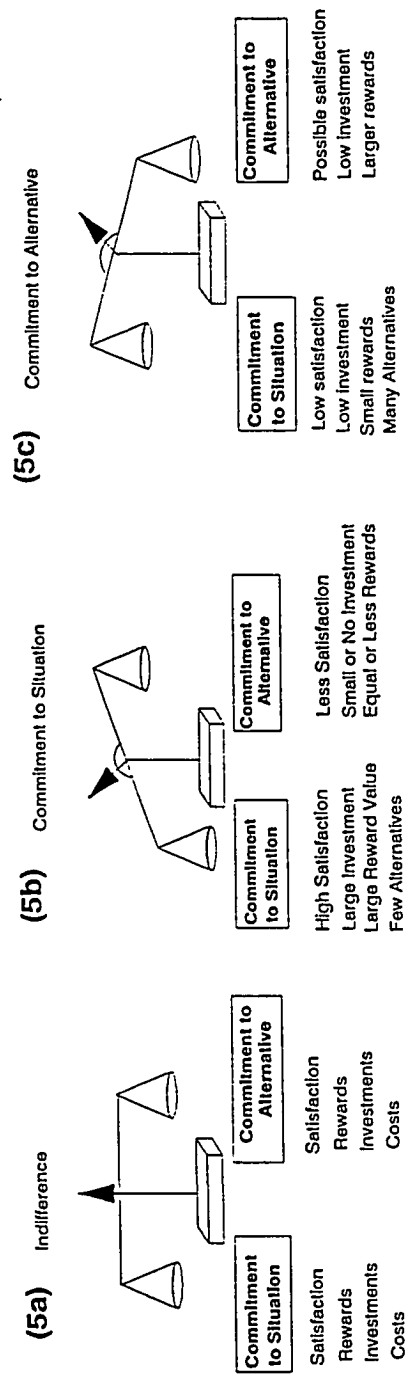 (5a)
Indifference
Commitment
to Situation
Satisfaction
Rewards
Investments
Costs
Commitment to
Alternative
Satisfaction
Rewards
Investments
Costs
(5b)
Commitment to Situation
Commitment
to Situation
High Satisfaction
Large Investment
Large Reward Value
Few Alternatives
Commitment to
Alternative
Less Satisfaction
Small or No Investment
Equal or Less Rewards
(5c)
Commitment to Alternative
Commitment
to Situation
Low satisfaction
Low investment
Small rewards
Many Alternatives
Commitment to
Alternative
Possible satisfaction
Low investment
Larger rewards